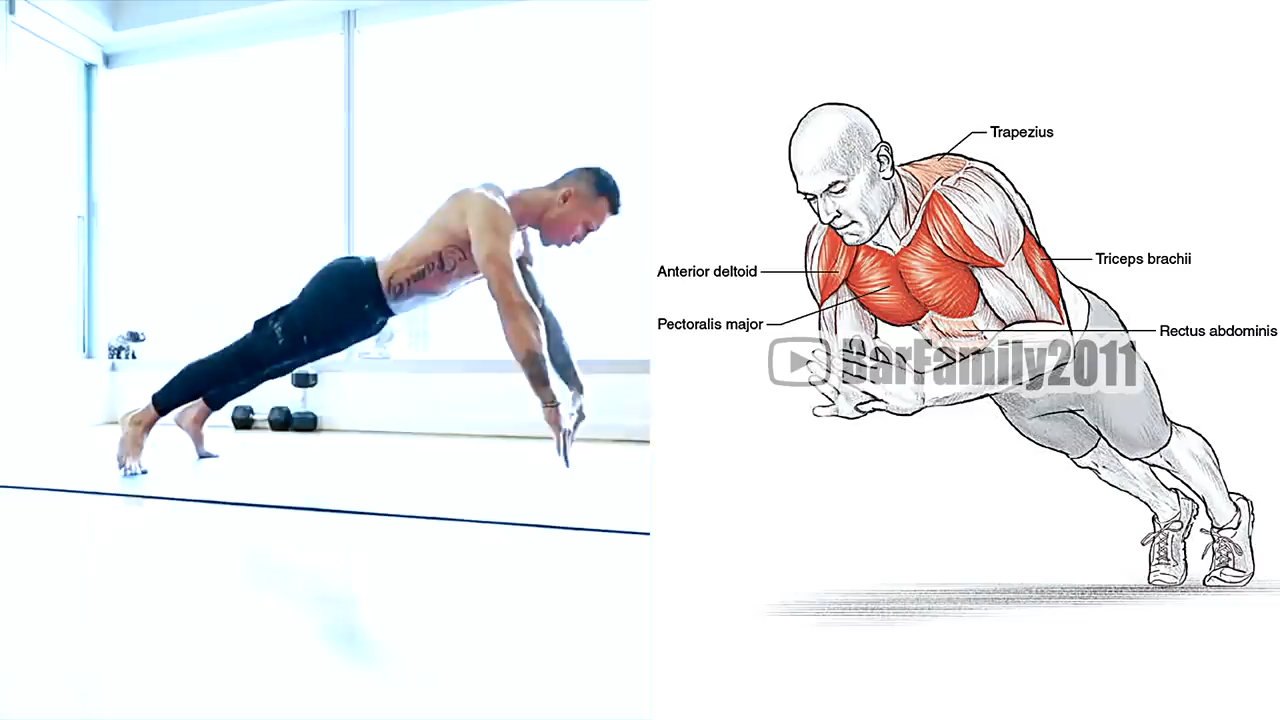 Trapezius
Anterior deltoid
Triceps brachii
Pectoralis major
Rectus abdominis
BarFamily2011